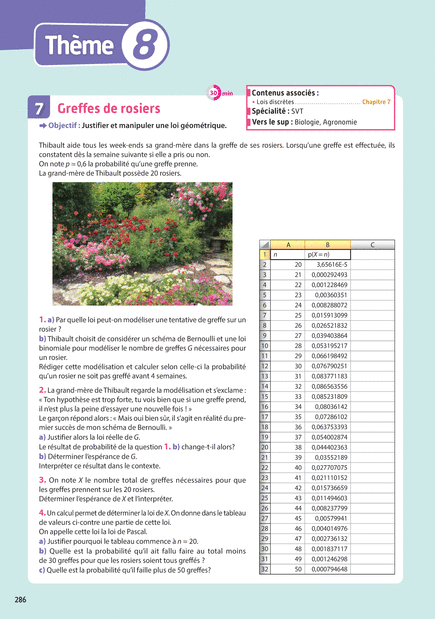 Thème 8
30 min
Contenus associés :
• Lois discrètes ............................ Chapitre 7
Spécialité : SVT
Vers le sup : Biologie, Agronomie
7 Greffes de rosiers
➡ Objectif : Justifier et manipuler une loi géométrique.
Thibault aide tous les week-ends sa grand-mère dans la greffe de ses rosiers. Lorsqu'une greffe est effectuée, ils
constatent dès la semaine suivante si elle a pris ou non.
On note p = 0,6 la probabilité qu'une greffe prenne.
La grand-mère de Thibault possède 20 rosiers.
1. a) Par quelle loi peut-on modéliser une tentative de greffe sur un
rosier ?
b) Thibault choisit de considérer un schéma de Bernoulli et une loi
binomiale pour modéliser le nombre de greffes G nécessaires pour
un rosier.
Rédiger cette modélisation et calculer selon celle-ci la probabilité
qu'un rosier ne soit pas greffé avant 4 semaines.
2. La grand-mère de Thibault regarde la modélisation et s'exclame :
« Ton hypothèse est trop forte, tu vois bien que si une greffe prend,
il n'est plus la peine d'essayer une nouvelle fois ! »
Le garçon répond alors : « Mais oui bien sûr, il s'agit en réalité du pre-
mier succès de mon schéma de Bernoulli. »
a) Justifier alors la loi réelle de G.
Le résultat de probabilité de la question 1. b) change-t-il alors?
b) Déterminer l'espérance de G.
Interpréter ce résultat dans le contexte.
3. On note X le nombre total de greffes nécessaires pour que
les greffes prennent sur les 20 rosiers.
Déterminer l'espérance de X et l'interpréter.
4. Un calcul permet de déterminer la loi de X. On donne dans le tableau
de valeurs ci-contre une partie de cette loi.
On appelle cette loi la loi de Pascal.
a) Justifier pourquoi le tableau commence à n = 20.
b) Quelle est la probabilité qu'il ait fallu faire au total moins
de 30 greffes pour que les rosiers soient tous greffés ?
c) Quelle est la probabilité qu'il faille plus de 50 greffes?
A B C
1 n p(X = n)
2 20 3,65616E-5
3 21 0,000292493
4 22 0,001228469
5 23 0,00360351
6 24 0,008288072
7 25 0,015913099
8 26 0,026521832
9 27 0,039403864
10 28 0,053195217
11 29 0,066198492
12 30 0,076790251
13 31 0,083771183
14 32 0,086563556
15 33 0,085231809
16 34 0,08036142
17 35 0,07286102
18 36 0,063753393
19 37 0,054002874
20 38 0,044402363
21 39 0,03552189
22 40 0,027707075
23 41 0,021110152
24 42 0,015736659
25 43 0,011494603
26 44 0,008237799
27 45 0,00579941
28 46 0,004014976
29 47 0,002736132
30 48 0,001837117
31 49 0,001246298
32 50 0,000794648
286